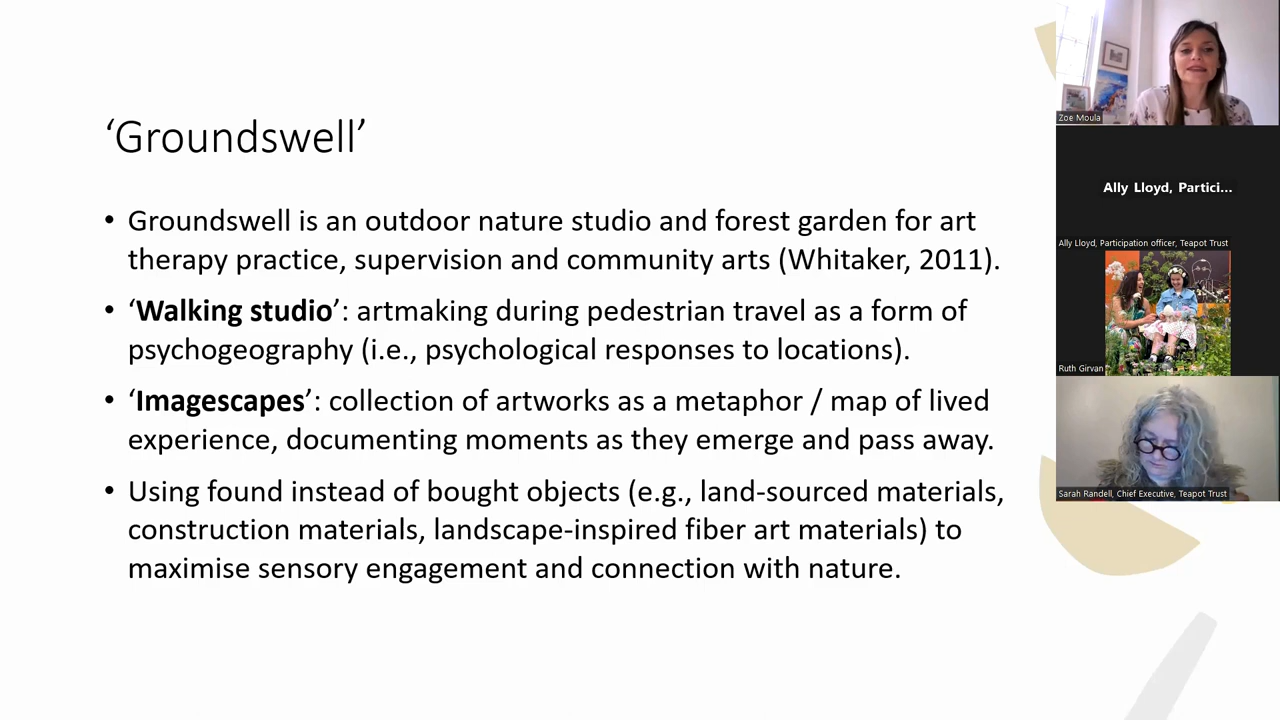 ‘Groundswell’
• Groundswell is an outdoor nature studio and forest garden for art
therapy practice, supervision and community arts (Whitaker, 2011).
• ‘Walking studio’: artmaking during pedestrian travel as a form of
psychogeography (i.e., psychological responses to locations).
• ‘Imagescapes’: collection of artworks as a metaphor / map of lived
experience, documenting moments as they emerge and pass away.
• Using found instead of bought objects (e.g., land-sourced materials,
construction materials, landscape-inspired fiber art materials) to
maximise sensory engagement and connection with nature.
Zoe Moula
Ally Lloyd, Partici...
Ally Lloyd, Participation officer, Teapot Trust
Ruth Girvan
Sarah Randell, Chief Executive, Teapot Trust